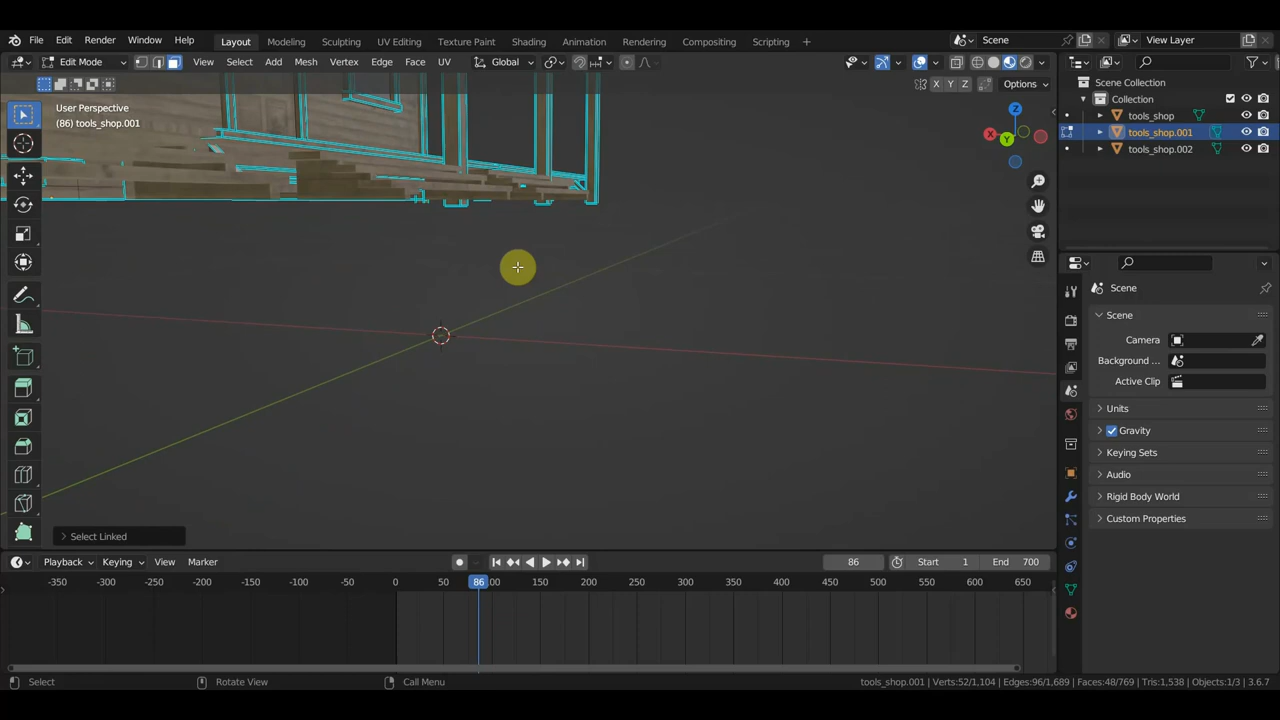 File Edit Render Window Help
Layout Modeling Sculpting UV Editing Texture Paint Shading Animation Rendering Compositing Scripting +
Scene
View Layer
Edit Mode
View Select Add Mesh Vertex Edge Face UV
Global
X Y Z
Options
User Perspective
(86) tools_shop.001
Z
X
Y
Select Linked
Scene Collection
Collection
tools_shop
tools_shop.001
tools_shop.002
Scene
Scene
Camera
Background ...
Active Clip
Units
Gravity
Keying Sets
Audio
Rigid Body World
Custom Properties
Playback Keying View Marker
86
Start 1
End 700
-350 -300 -250 -200 -150 -100 -50 0 50 86 100 150 200 250 300 350 400 450 500 550 600 650
Select
Rotate View
Call Menu
tools_shop.001 | Verts:52/1,104 | Edges:96/1,689 | Faces:48/769 | Tris:1,538 | Objects:1/3 | 3.6.7